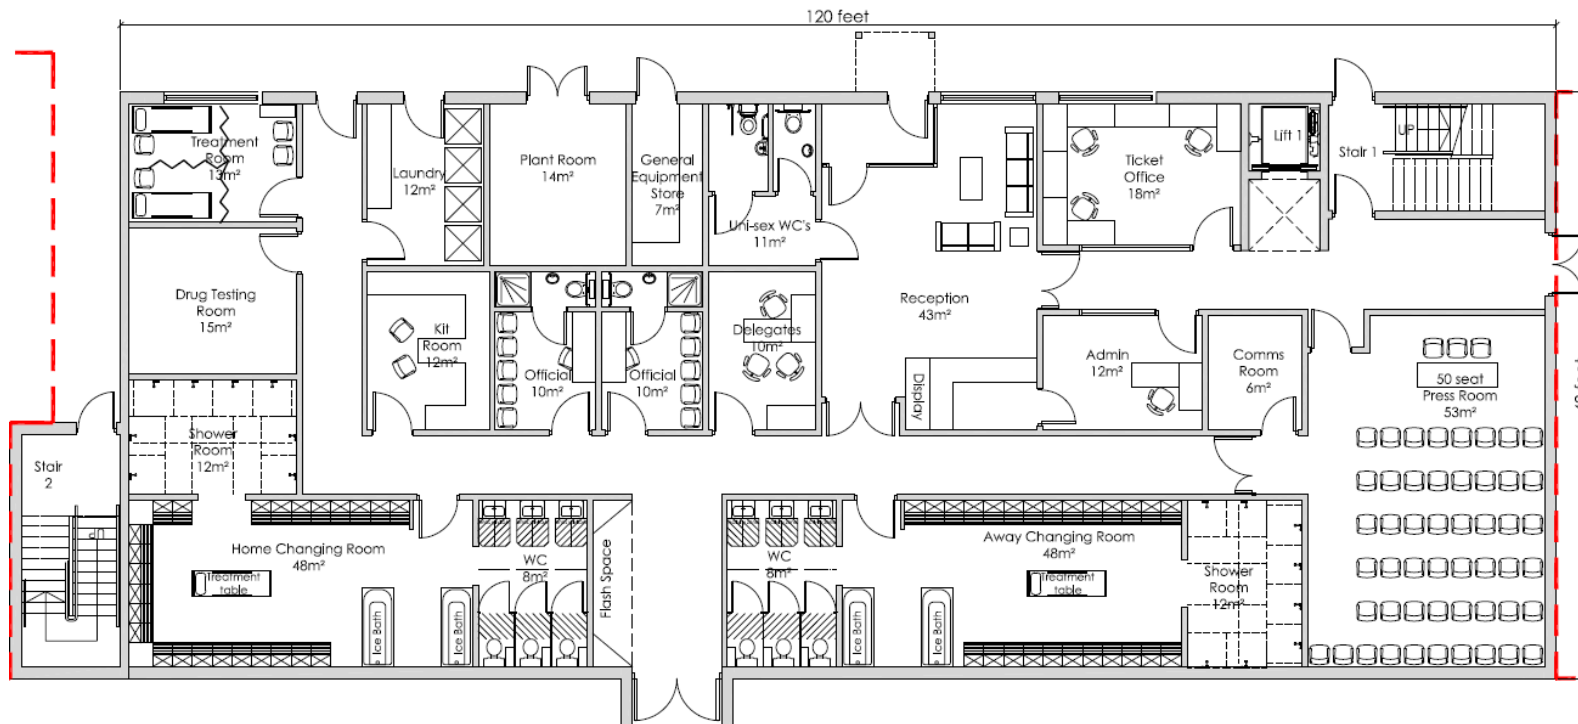 120 feet
Treatment
Room
13m²
Laundry
12m²
Plant Room
14m²
General
Equipment
Store
7m²
Uni-sex WC's
11m²
Ticket
Office
18m²
Lift 1
Stair 1
UP
Drug Testing
Room
15m²
Kit
Room
12m²
Official
10m²
Official
10m²
Delegates
10m²
Reception
43m²
Display
Admin
12m²
Comms
Room
6m²
50 seat
Press Room
53m²
Stair
2
UP
Shower
Room
12m²
Home Changing Room
48m²
Treatment
table
Ice Bath
Ice Bath
WC
8m²
Flash Space
WC
8m²
Ice Bath
Ice Bath
Away Changing Room
48m²
Treatment
table
Shower
Room
12m²